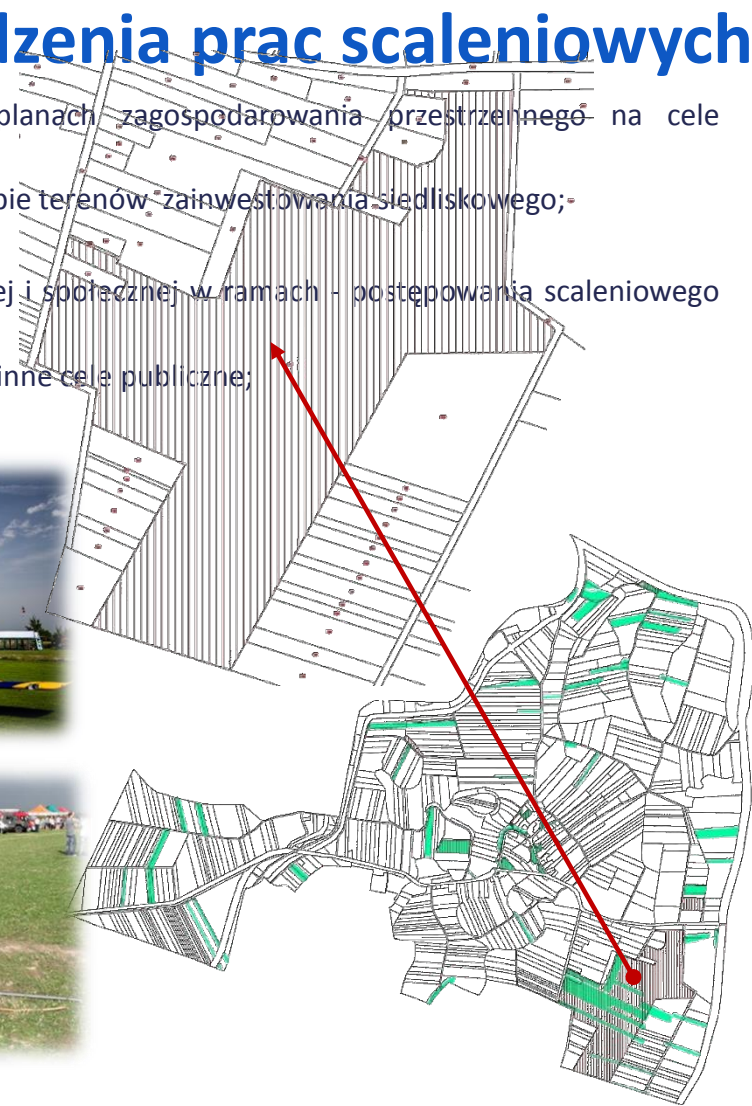 dzenia prac scaleniowych
planach zagospodarowania przestrzennego na cele
bie terenów zainwestowania siedliskowego;
ej i społecznej w ramach - postępowania scaleniowego
inne cele publiczne;